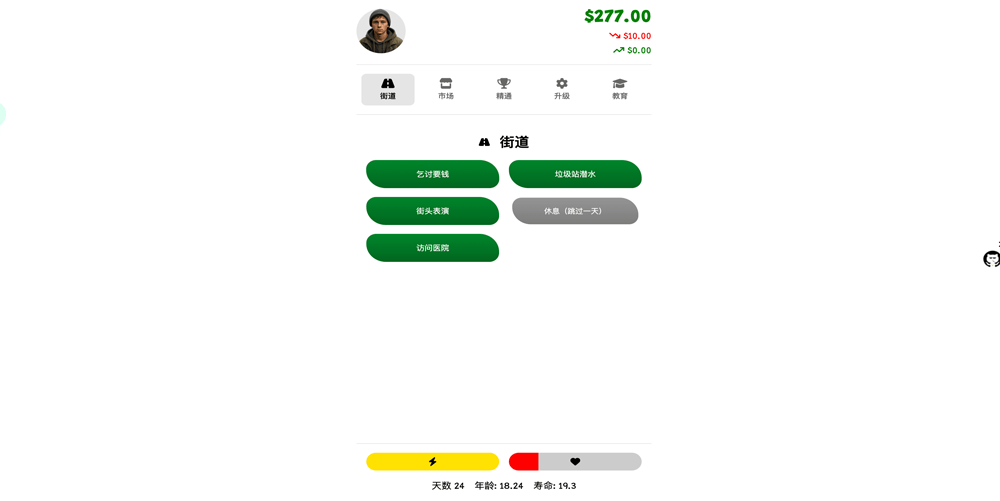 $277.00
$10.00
$0.00
街道
市场
精通
升级
教育
街道
乞讨要钱
垃圾站潜水
街头表演
休息（跳过一天）
访问医院
天数 24 年龄: 18.24 寿命: 19.3